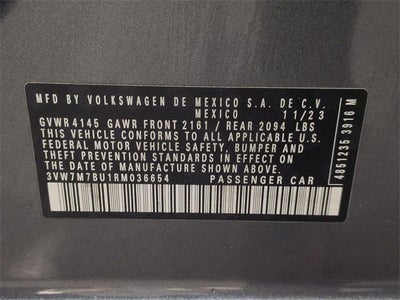 MFD BY VOLKSWAGEN DE MEXICO S.A. DE C.V.
MEXICO 11/23
GVWR 4145 GAWR FRONT 2161 / REAR 2094 LBS
THIS VEHICLE CONFORMS TO ALL APPLICABLE U.S.
FEDERAL MOTOR VEHICLE SAFETY, BUMPER AND
THEFT PREVENTION STANDARDS IN EFFECT ON THE
DATE OF MANUFACTURE SHOWN ABOVE.
3VW7M7BU1RM036654 PASSENGER CAR
4851235 3916 M